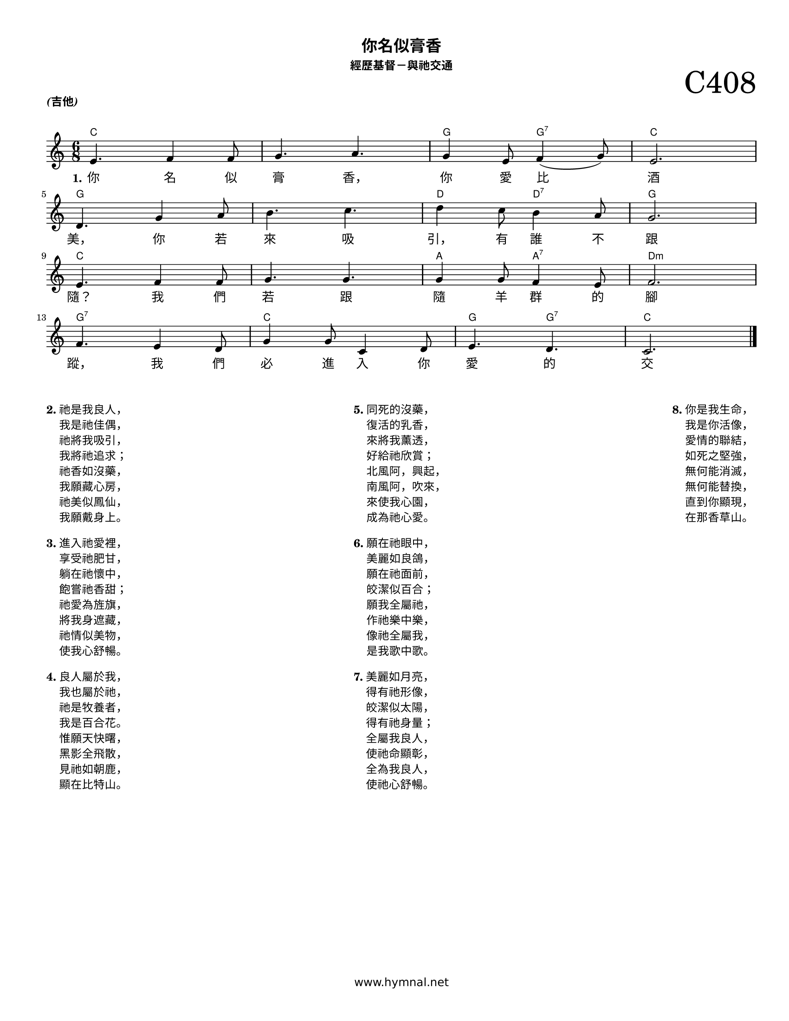 你名似膏香
經歷基督－與祂交通
C408
(吉他)
C G G7 C
1. 你 名 似 膏 香， 你 愛 比 酒
5 G D D7 G
美， 你 若 來 吸 引， 有 誰 不 跟
9 C A A7 Dm
隨？ 我 們 若 跟 隨 羊 群 的 腳
13 G7 C G G7 C
蹤， 我 們 必 進 入 你 愛 的 交
2. 祂是我良人，
我是祂佳偶，
祂將我吸引，
我將祂追求；
祂香如沒藥，
我願藏心房，
祂美似鳳仙，
我願戴身上。
3. 進入祂愛裡，
享受祂肥甘，
躺在祂懷中，
飽嘗祂香甜；
祂愛為旌旗，
將我身遮藏，
祂情似美物，
使我心舒暢。
4. 良人屬於我，
我也屬於祂，
祂是牧養者，
我是百合花。
惟願天快曙，
黑影全飛散，
見祂如朝鹿，
顯在比特山。
5. 同死的沒藥，
復活的乳香，
來將我薰透，
好給祂欣賞；
北風阿，興起，
南風阿，吹來，
來使我心園，
成為祂心愛。
6. 願在祂眼中，
美麗如良鴿，
願在祂面前，
皎潔似百合；
願我全屬祂，
作祂樂中樂，
像祂全屬我，
是我歌中歌。
7. 美麗如月亮，
得有祂形像，
皎潔似太陽，
得有祂身量；
全屬我良人，
使祂命顯彰，
全為我良人，
使祂心舒暢。
8. 你是我生命，
我是你活像，
愛情的聯結，
如死之堅強，
無何能消滅，
無何能替換，
直到你顯現，
在那香草山。
www.hymnal.net